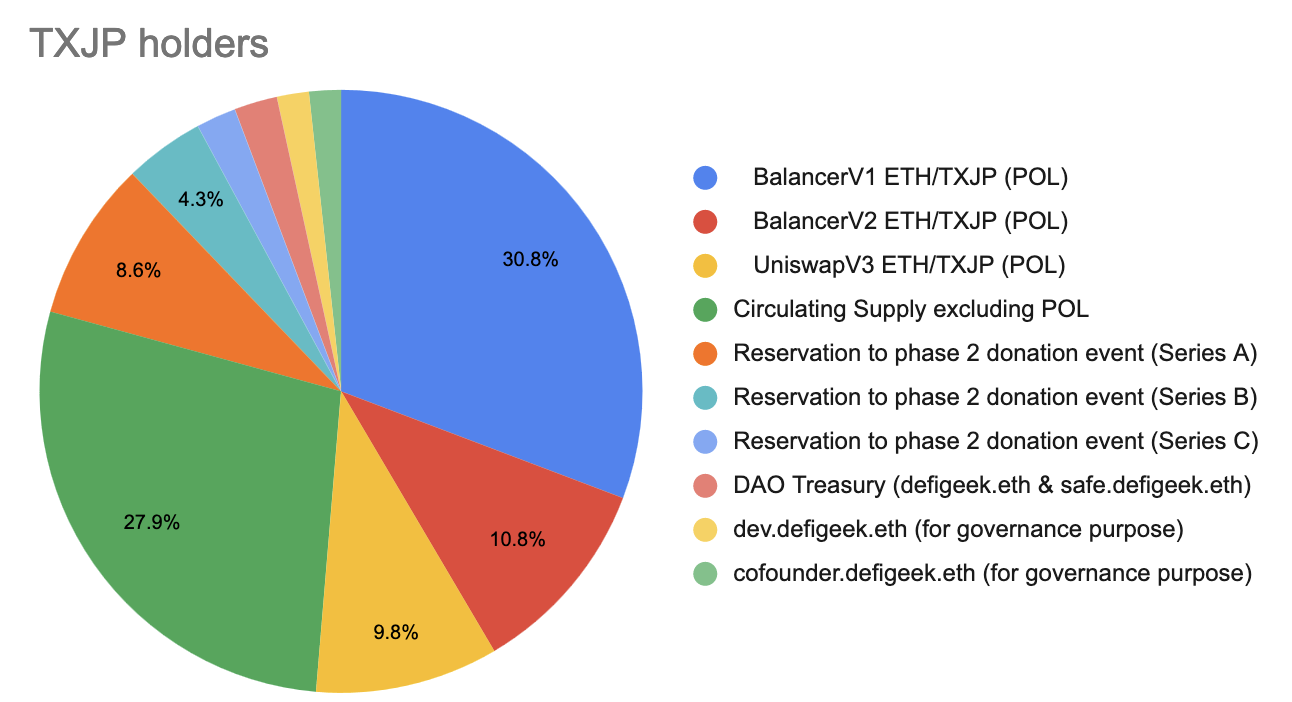 TXJP holders
30.8%
10.8%
9.8%
27.9%
8.6%
4.3%
BalancerV1 ETH/TXJP (POL)
BalancerV2 ETH/TXJP (POL)
UniswapV3 ETH/TXJP (POL)
Circulating Supply excluding POL
Reservation to phase 2 donation event (Series A)
Reservation to phase 2 donation event (Series B)
Reservation to phase 2 donation event (Series C)
DAO Treasury (defigeek.eth & safe.defigeek.eth)
dev.defigeek.eth (for governance purpose)
cofounder.defigeek.eth (for governance purpose)